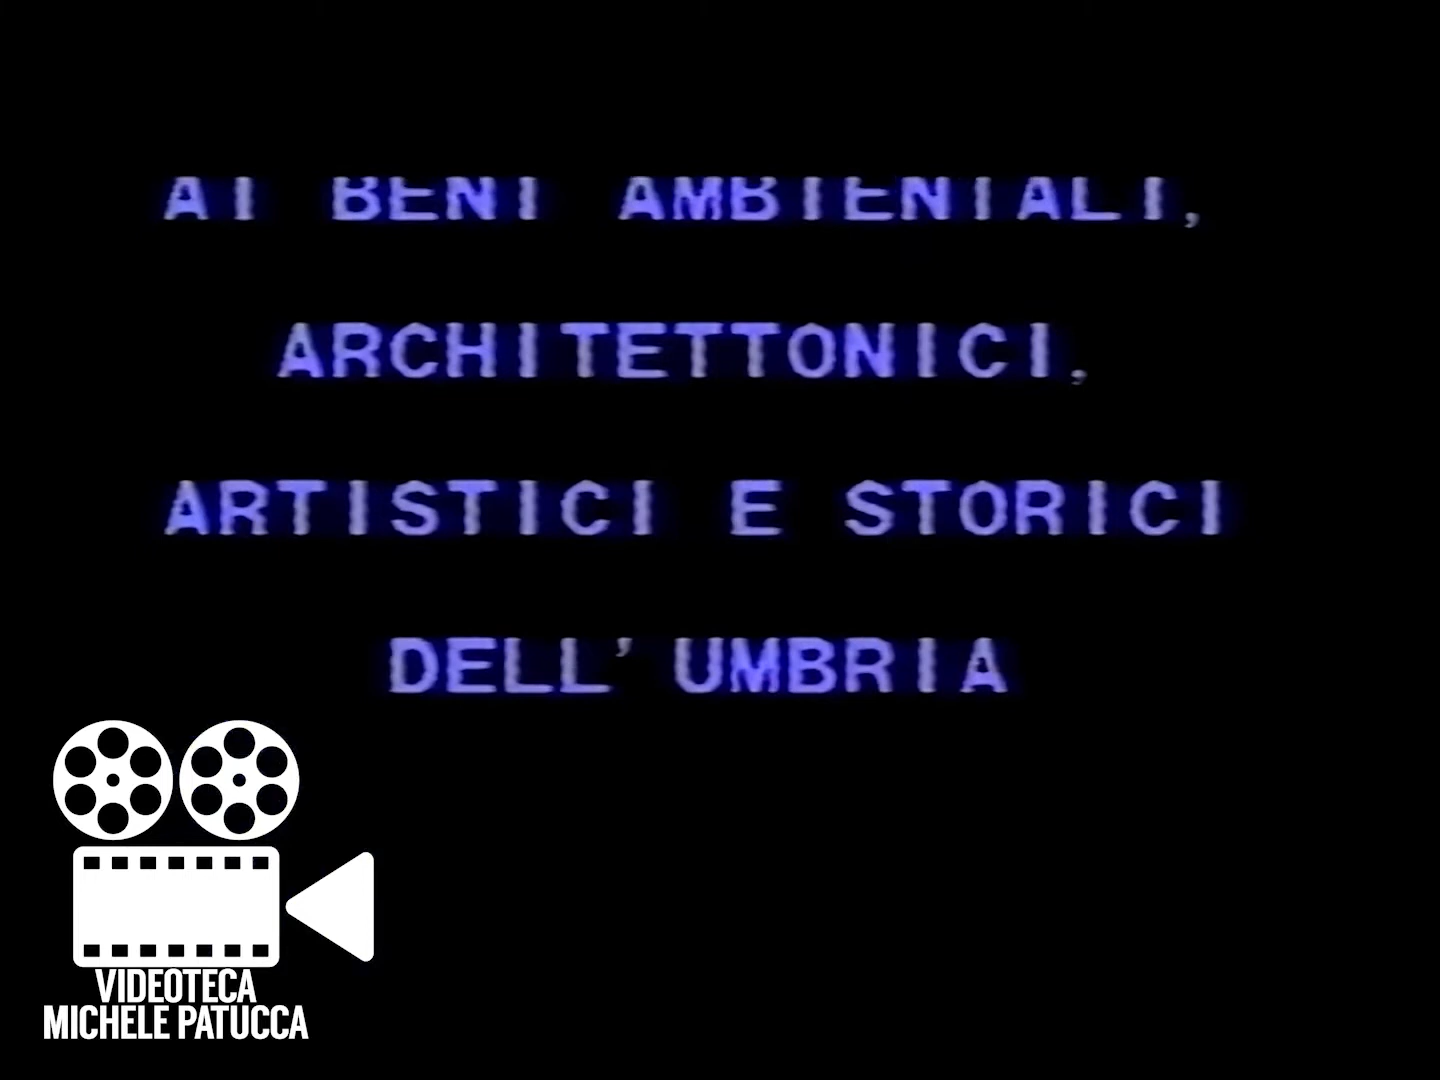 AI BENI AMBIENTALI,
ARCHITETTONICI,
ARTISTICI E STORICI
DELL'UMBRIA
VIDEOTECA
MICHELE PATUCCA